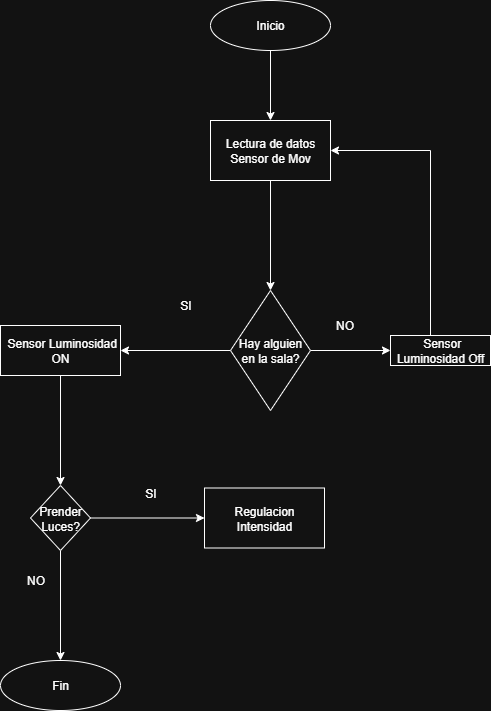 Inicio
Lectura de datos
Sensor de Mov
SI
Hay alguien
en la sala?
NO
Sensor Luminosidad
ON
Sensor
Luminosidad Off
Prender
Luces?
SI
Regulacion
Intensidad
NO
Fin